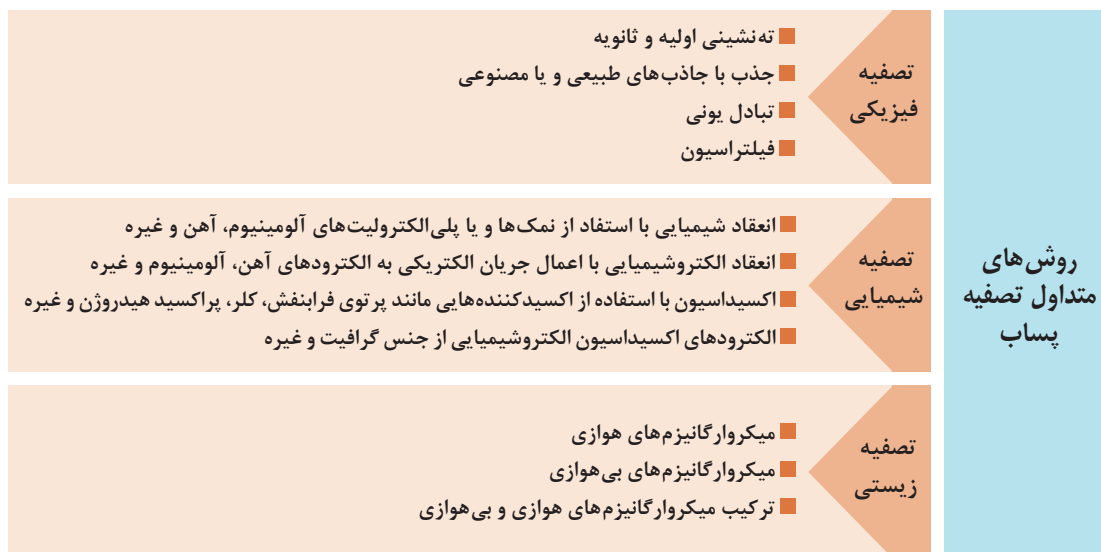 روش‌های
متداول تصفیه
پساب
تصفیه
فیزیکی
ته‌نشینی اولیه و ثانویه
جذب با جاذب‌های طبیعی و یا مصنوعی
تبادل یونی
فیلتراسیون
تصفیه
شیمیایی
انعقاد شیمیایی با استفاد از نمک‌ها و یا پلی‌الکترولیت‌های آلومینیوم، آهن و غیره
انعقاد الکتروشیمیایی با اعمال جریان الکتریکی به الکترودهای آهن، آلومینیوم و غیره
اکسیداسیون با استفاده از اکسیدکننده‌هایی مانند پرتوی فرابنفش، کلر، پراکسید هیدروژن و غیره
الکترودهای اکسیداسیون الکتروشیمیایی از جنس گرافیت و غیره
تصفیه
زیستی
میکروارگانیزم‌های هوازی
میکروارگانیزم‌های بی‌هوازی
ترکیب میکروارگانیزم‌های هوازی و بی‌هوازی